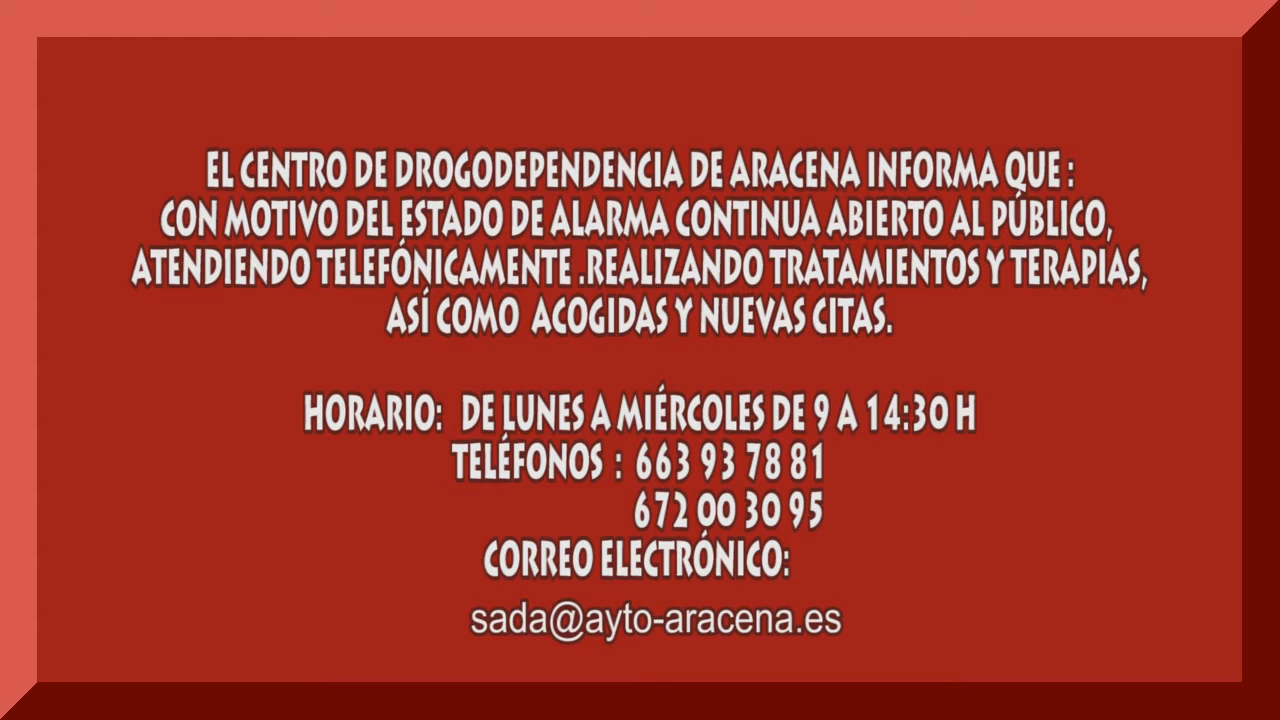 EL CENTRO DE DROGODEPENDENCIA DE ARACENA INFORMA QUE :
CON MOTIVO DEL ESTADO DE ALARMA CONTINUA ABIERTO AL PÚBLICO,
ATENDIENDO TELEFÓNICAMENTE .REALIZANDO TRATAMIENTOS Y TERAPIAS,
ASÍ COMO ACOGIDAS Y NUEVAS CITAS.
HORARIO: DE LUNES A MIÉRCOLES DE 9 A 14:30 H
TELÉFONOS : 663 93 78 81
672 00 30 95
CORREO ELECTRÓNICO:
sada@ayto-aracena.es